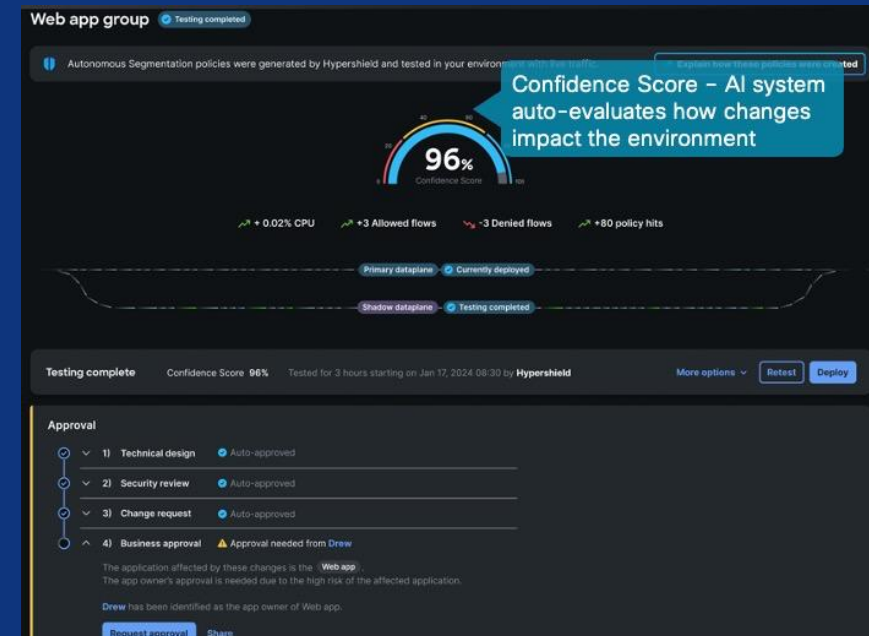 Web app group Testing completed
Autonomous Segmentation policies were generated by Hypershield and tested in your environment with live traffic. Explain how these policies were created
Confidence Score – AI system
auto-evaluates how changes
impact the environment
40 60
20
96%
Confidence Score
0 100
+ 0.02% CPU +3 Allowed flows -3 Denied flows +80 policy hits
Primary dataplane Currently deployed
Shadow dataplane Testing completed
Testing complete Confidence Score 96% Tested for 3 hours starting on Jan 17, 2024 08:30 by Hypershield More options Retest Deploy
Approval
1) Technical design Auto-approved
2) Security review Auto-approved
3) Change request Auto-approved
4) Business approval Approval needed from Drew
The application affected by these changes is the Web app .
The app owner's approval is needed due to the high risk of the affected application.
Drew has been identified as the app owner of Web app.
Request approval Share